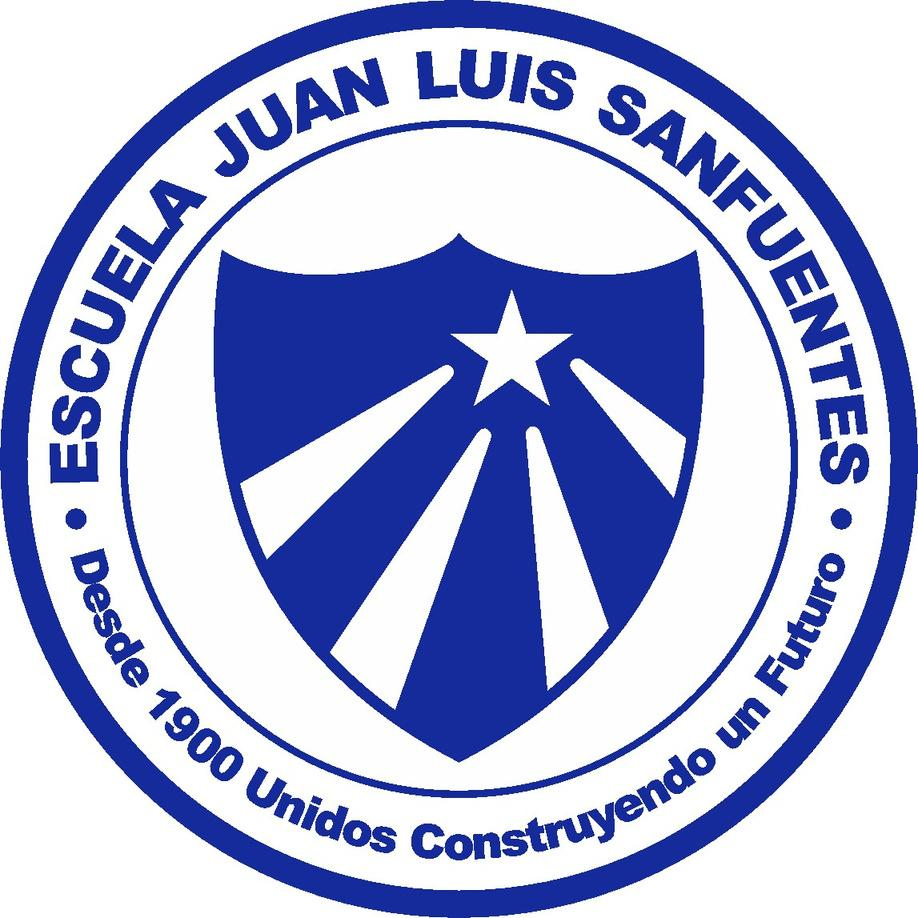 ESCUELA JUAN LUIS SANFUENTES
Desde 1900 Unidos Construyendo un Futuro